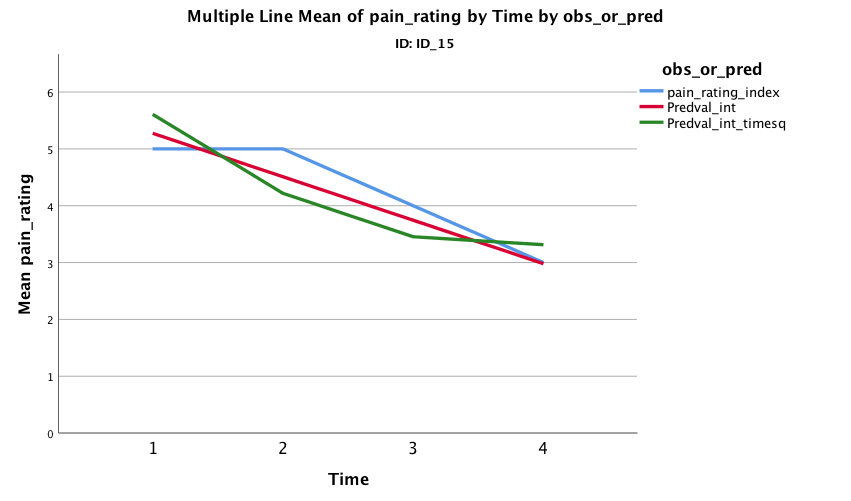 Multiple Line Mean of pain_rating by Time by obs_or_pred
ID: ID_15
obs_or_pred
pain_rating_index
Predval_int
Predval_int_timesq
Mean pain_rating
6
5
4
3
2
1
0
1 2 3 4
Time